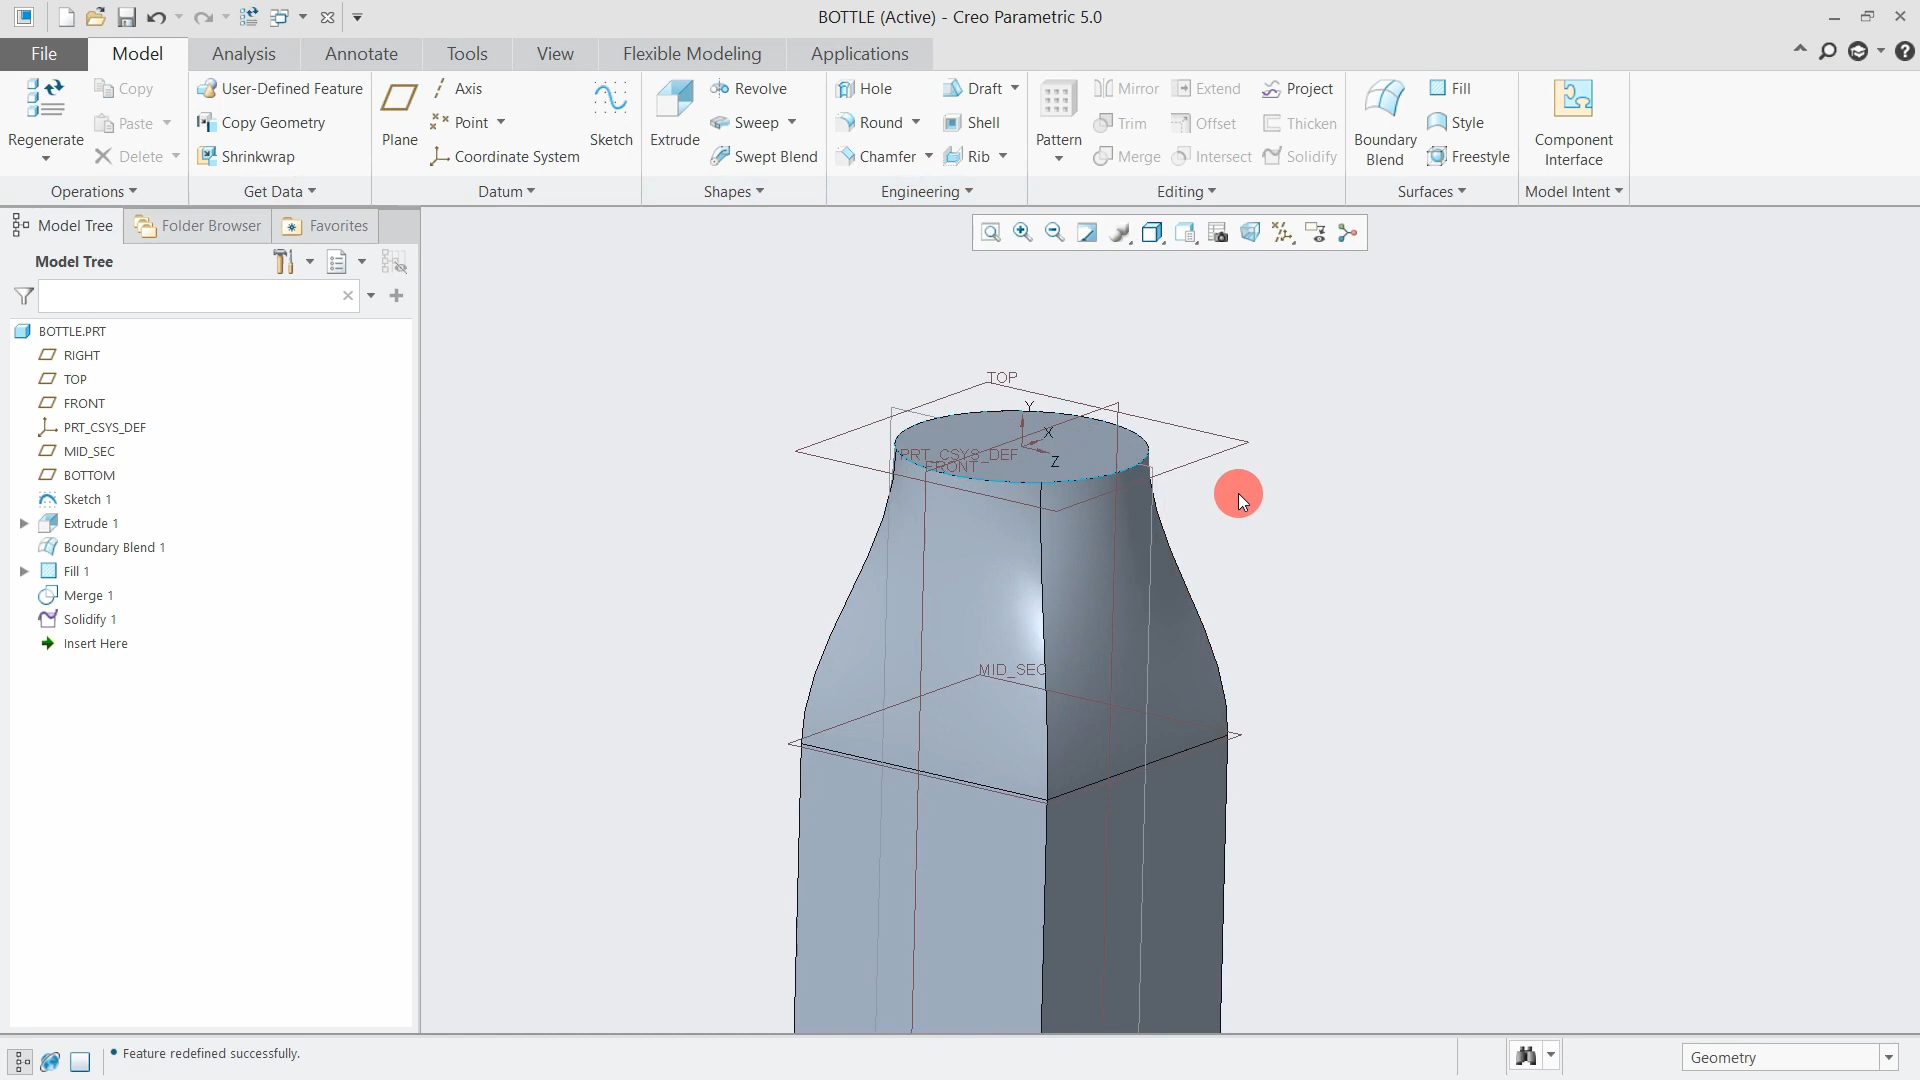 BOTTLE (Active) - Creo Parametric 5.0
File Model Analysis Annotate Tools View Flexible Modeling Applications
Regenerate
Copy
Paste
Delete
Operations
User-Defined Feature
Copy Geometry
Shrinkwrap
Get Data
Plane
Axis
Point
Coordinate System
Sketch
Datum
Extrude
Revolve
Sweep
Swept Blend
Shapes
Hole
Round
Chamfer
Draft
Shell
Rib
Engineering
Pattern
Mirror
Trim
Merge
Extend
Offset
Intersect
Project
Thicken
Solidify
Editing
Boundary
Blend
Fill
Style
Freestyle
Surfaces
Component
Interface
Model Intent
Model Tree Folder Browser Favorites
Model Tree
BOTTLE.PRT
RIGHT
TOP
FRONT
PRT_CSYS_DEF
MID_SEC
BOTTOM
Sketch 1
Extrude 1
Boundary Blend 1
Fill 1
Merge 1
Solidify 1
Insert Here
TOP
Y
X
Z
PRT_CSYS_DEF
FRONT
MID_SEC
Feature redefined successfully.
Geometry